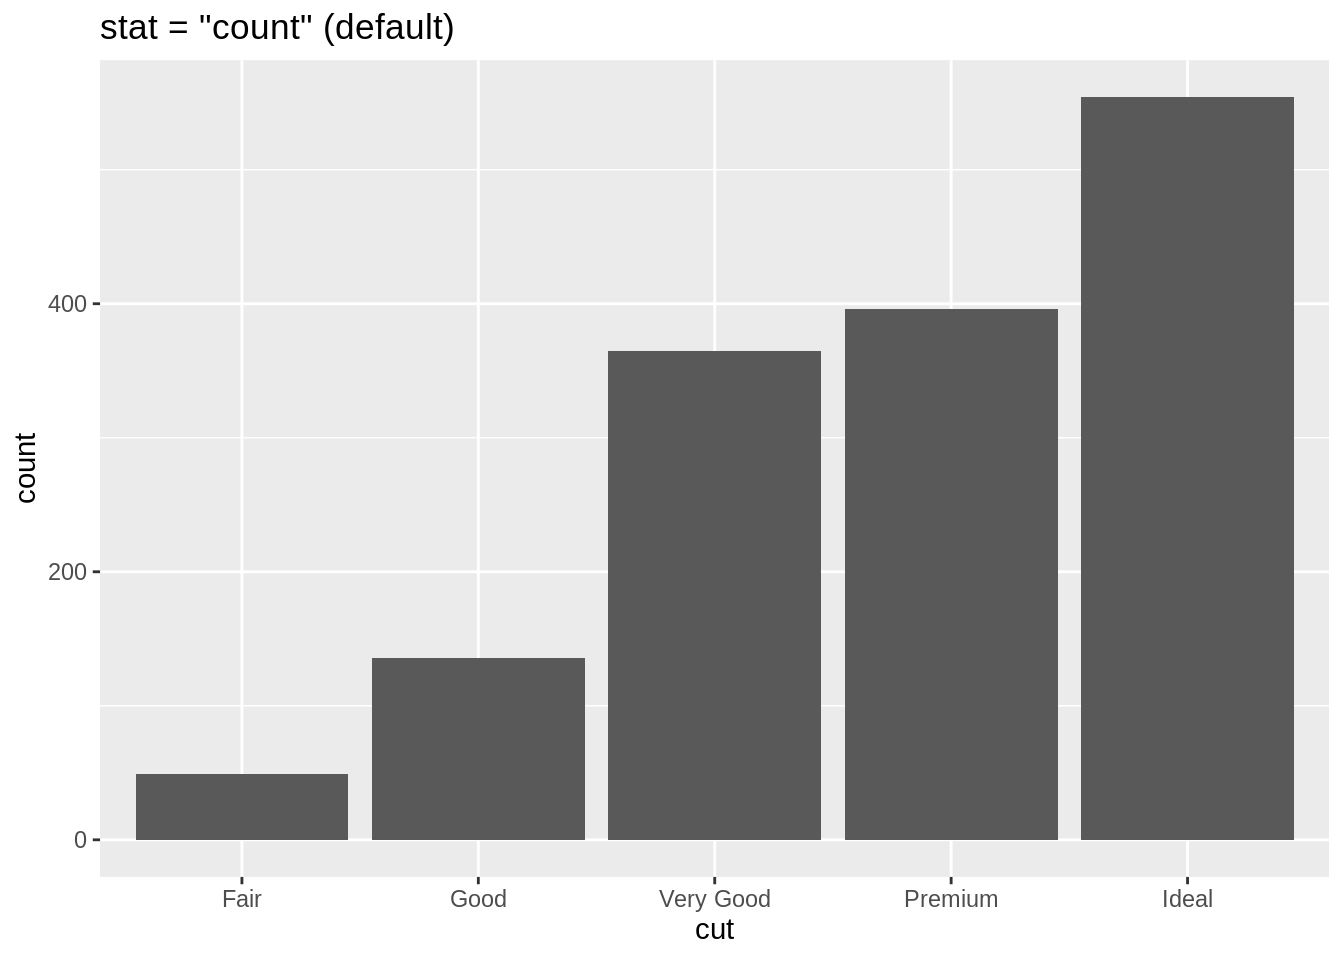 stat = "count" (default)
count
400
200
0
Fair
Good
Very Good
Premium
Ideal
cut